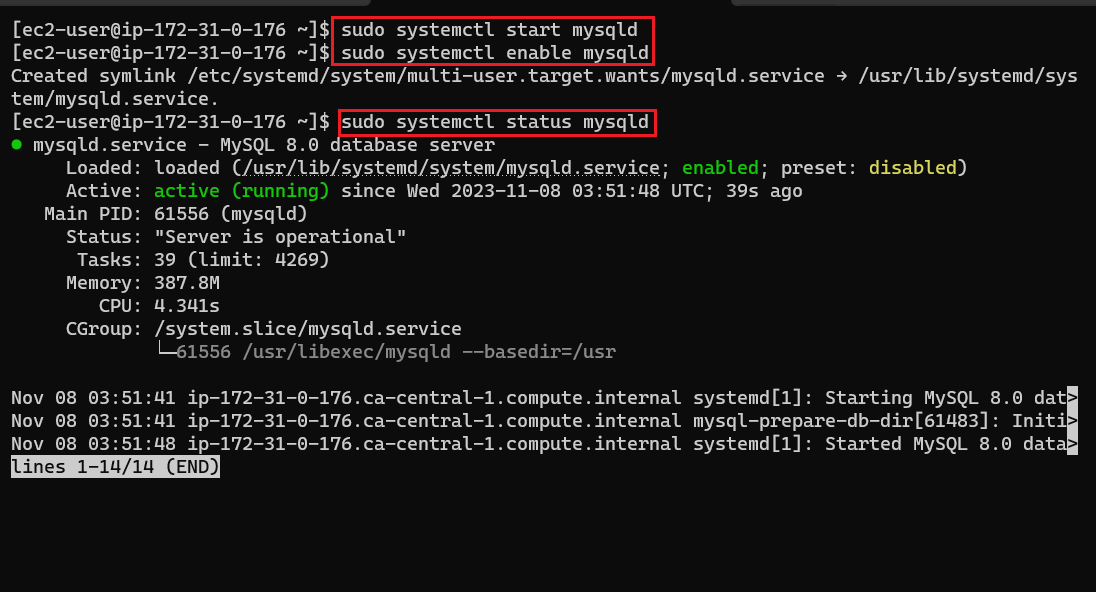 [ec2-user@ip-172-31-0-176 ~]$ sudo systemctl start mysqld
[ec2-user@ip-172-31-0-176 ~]$ sudo systemctl enable mysqld
Created symlink /etc/systemd/system/multi-user.target.wants/mysqld.service → /usr/lib/systemd/sys
tem/mysqld.service.
[ec2-user@ip-172-31-0-176 ~]$ sudo systemctl status mysqld
● mysqld.service - MySQL 8.0 database server
Loaded: loaded (/usr/lib/systemd/system/mysqld.service; enabled; preset: disabled)
Active: active (running) since Wed 2023-11-08 03:51:48 UTC; 39s ago
Main PID: 61556 (mysqld)
Status: "Server is operational"
Tasks: 39 (limit: 4269)
Memory: 387.8M
CPU: 4.341s
CGroup: /system.slice/mysqld.service
└─61556 /usr/libexec/mysqld --basedir=/usr
Nov 08 03:51:41 ip-172-31-0-176.ca-central-1.compute.internal systemd[1]: Starting MySQL 8.0 dat>
Nov 08 03:51:41 ip-172-31-0-176.ca-central-1.compute.internal mysql-prepare-db-dir[61483]: Initi>
Nov 08 03:51:48 ip-172-31-0-176.ca-central-1.compute.internal systemd[1]: Started MySQL 8.0 data>
lines 1-14/14 (END)